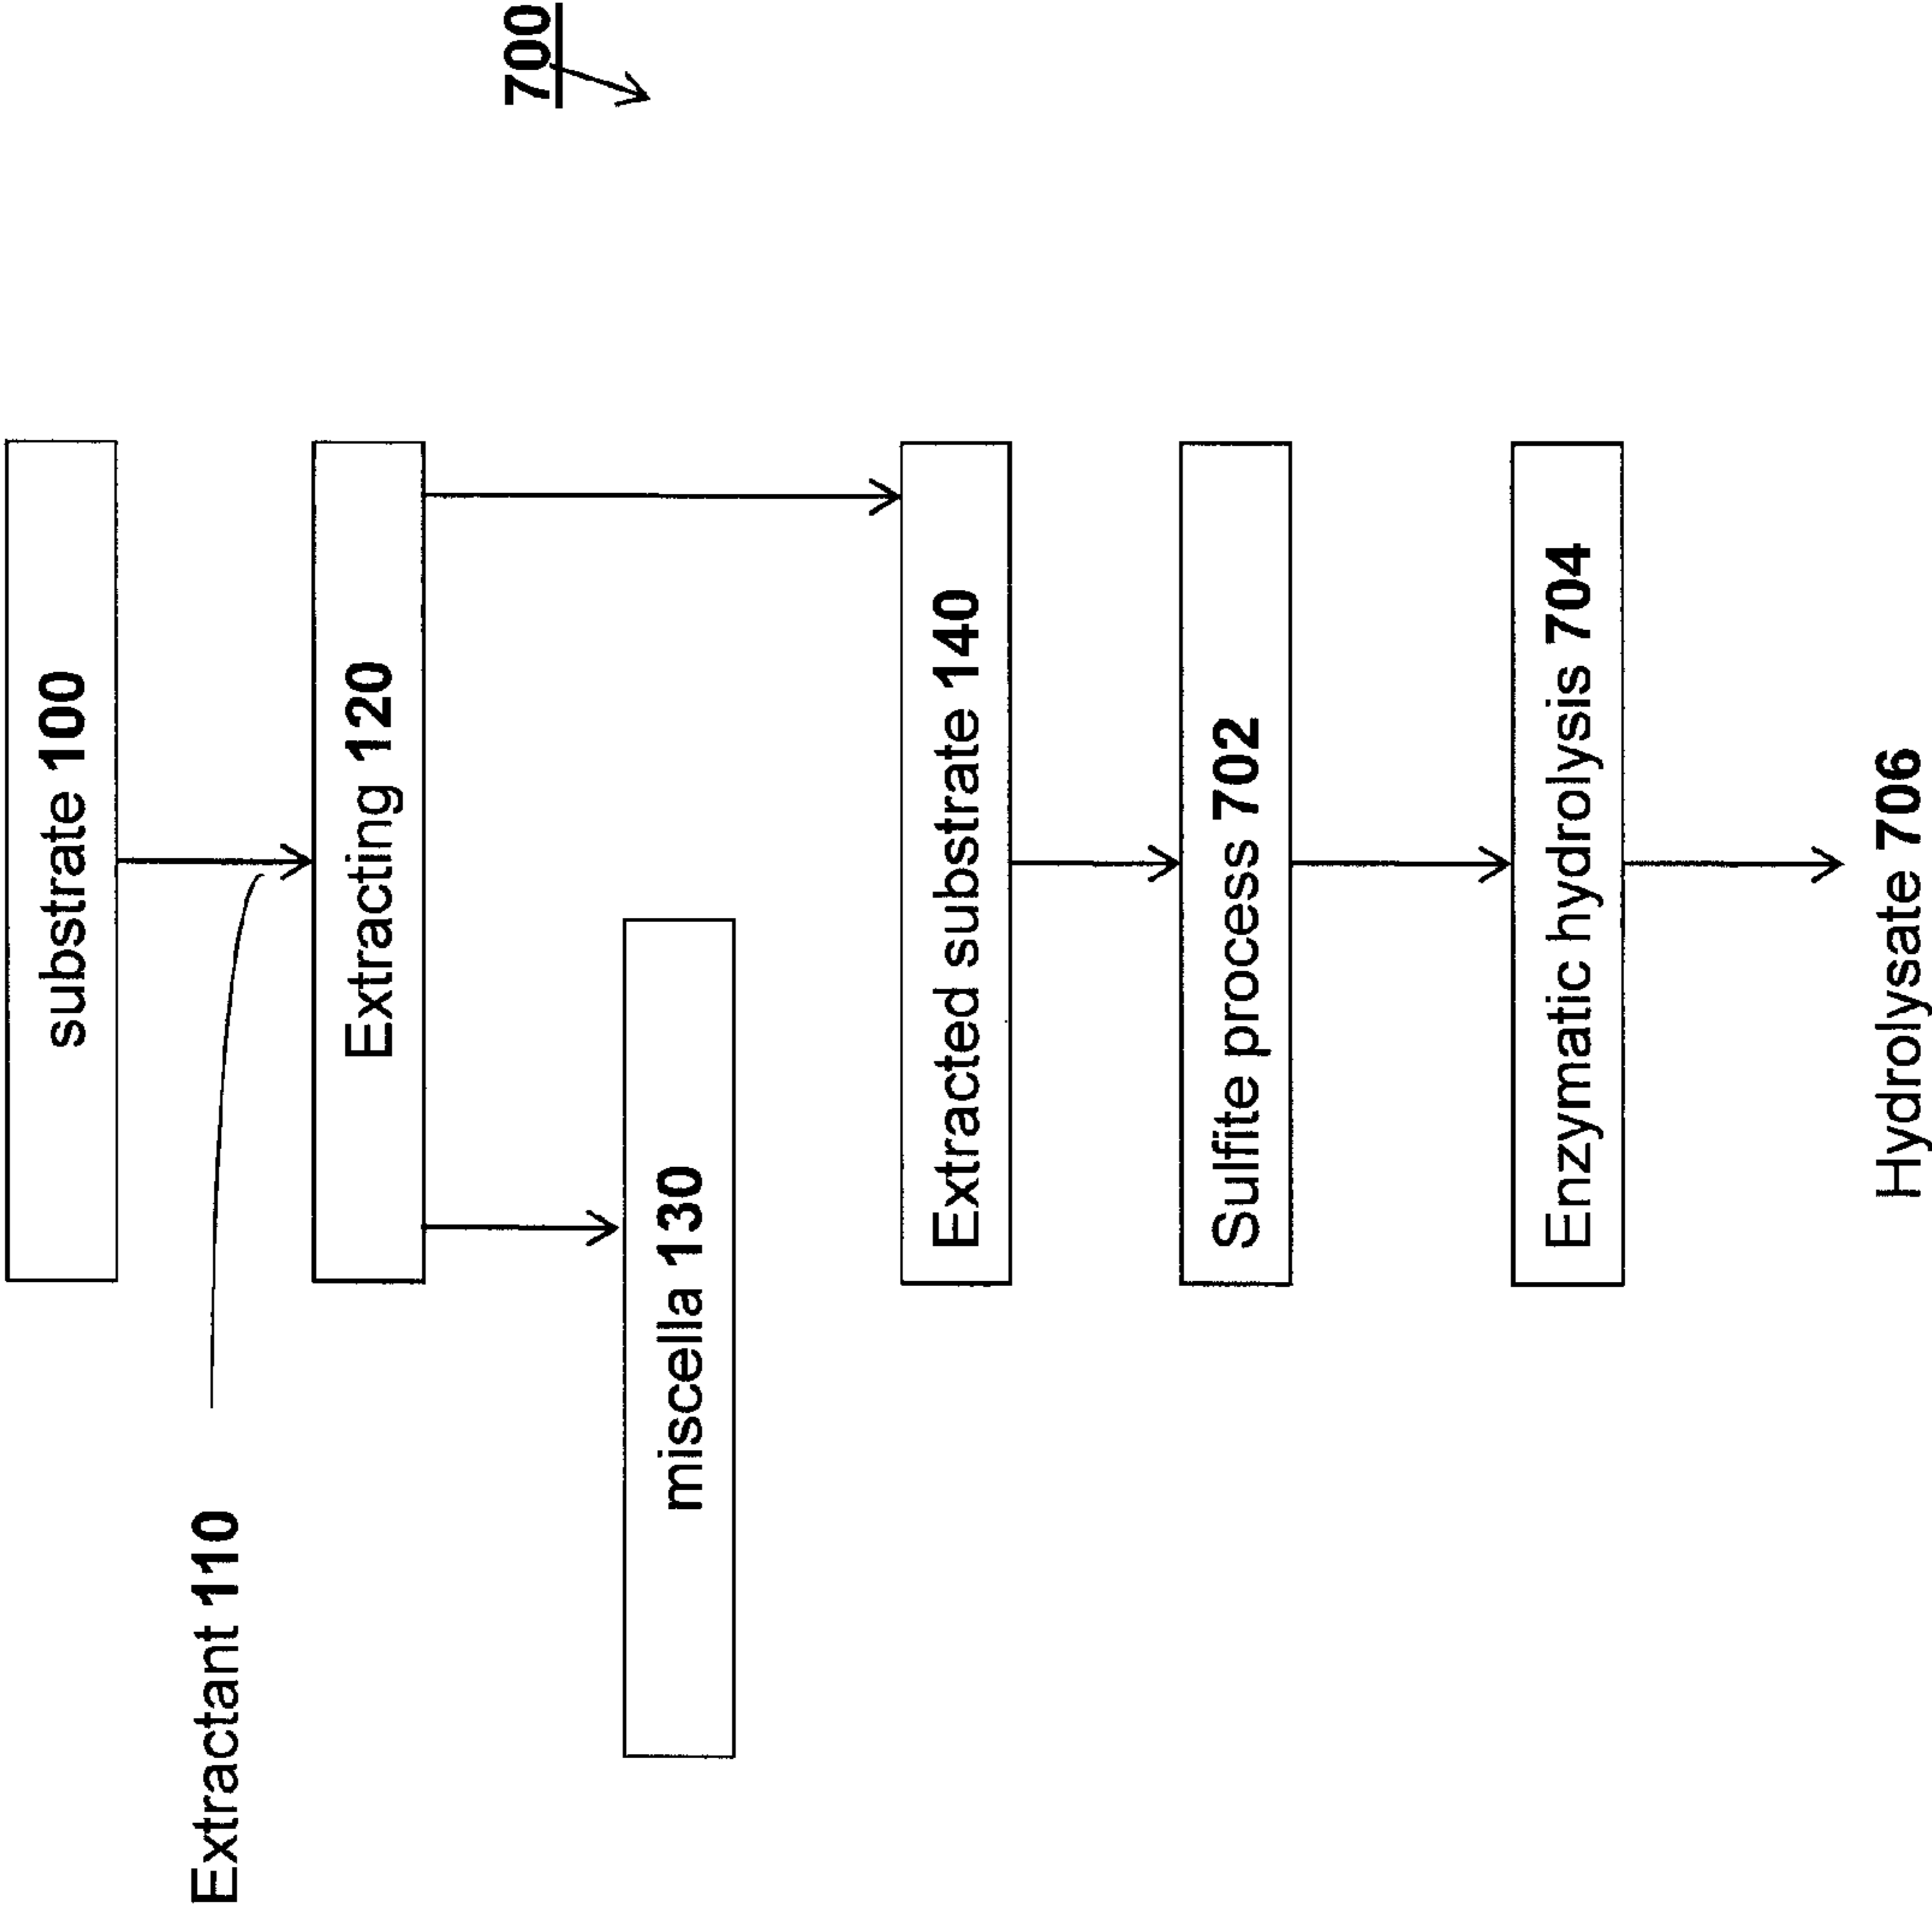 700
substrate 100
Extractant 110
Extracting 120
miscella 130
Extracted substrate 140
Sulfite process 702
Enzymatic hydrolysis 704
Hydrolysate 706